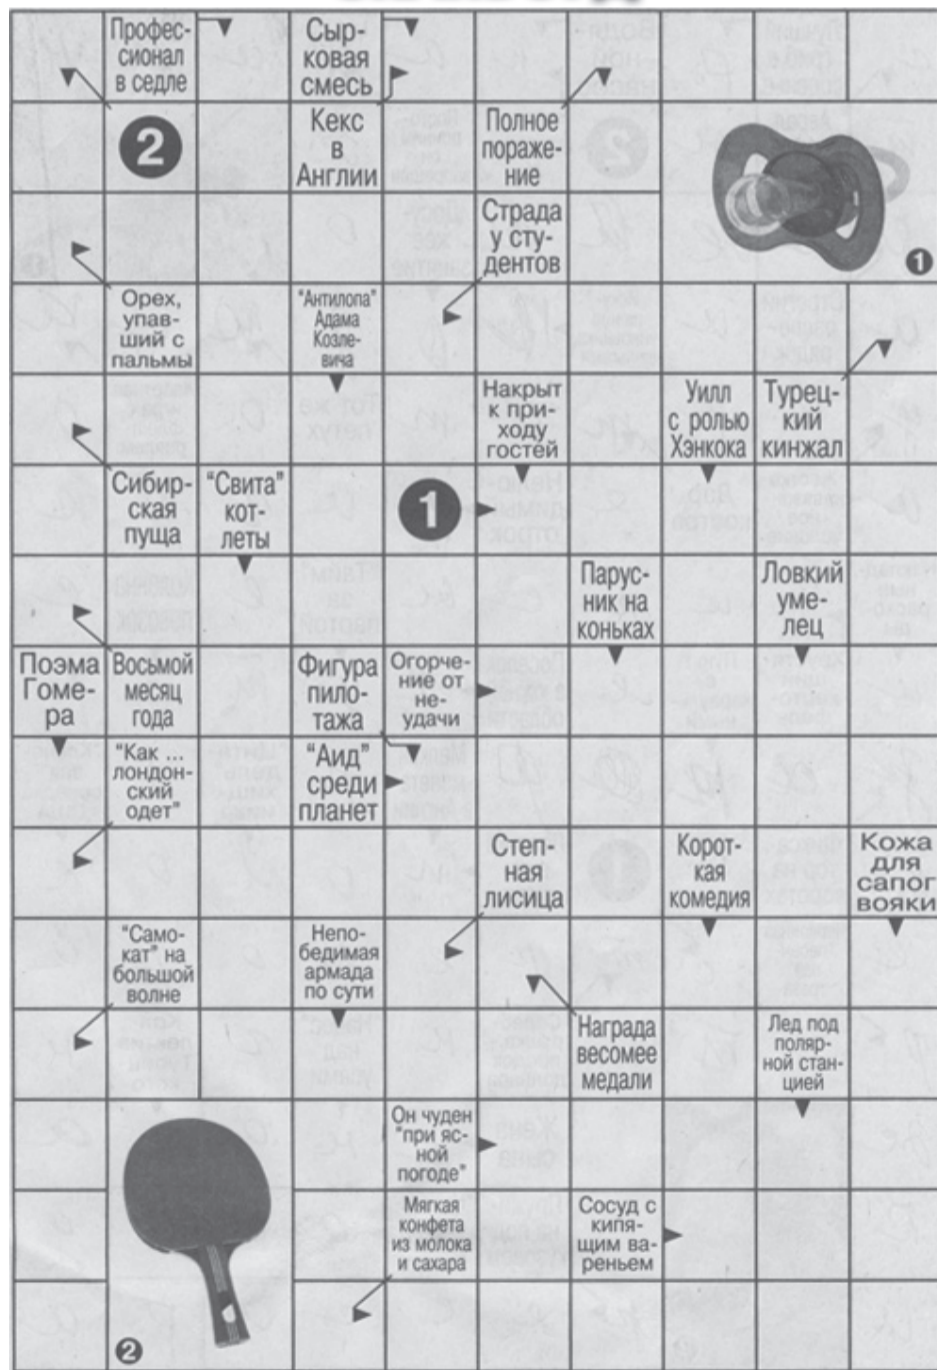 Профес-
сионал
в седле
Сыр-
ковая
смесь
2
Кекс
в
Англии
Полное
пораже-
ние
1
Страда
у сту-
дентов
Орех,
упав-
ший с
пальмы
"Антилопа"
Адама
Козле-
вича
Накрыт
к при-
ходу
гостей
Уилл
с ролью
Хэнкока
Турец-
кий
кинжал
Сибир-
ская
пуща
"Свита"
кот-
леты
1
Парус-
ник на
коньках
Ловкий
уме-
лец
Поэма
Гоме-
ра
Восьмой
месяц
года
Фигура
пило-
тажа
Огорче-
ние от
не-
удачи
"Как ...
лондон-
ский
одет"
"Аид"
среди
планет
Степ-
ная
лисица
Корот-
кая
комедия
Кожа
для
сапог
вояки
"Само-
кат" на
большой
волне
Непо-
бедимая
армада
по сути
Награда
весомее
медали
Лед под
поляр-
ной стан-
цией
Он чуден
"при яс-
ной
погоде"
Мягкая
конфета
из молока
и сахара
Сосуд с
кипя-
щим ва-
реньем
2